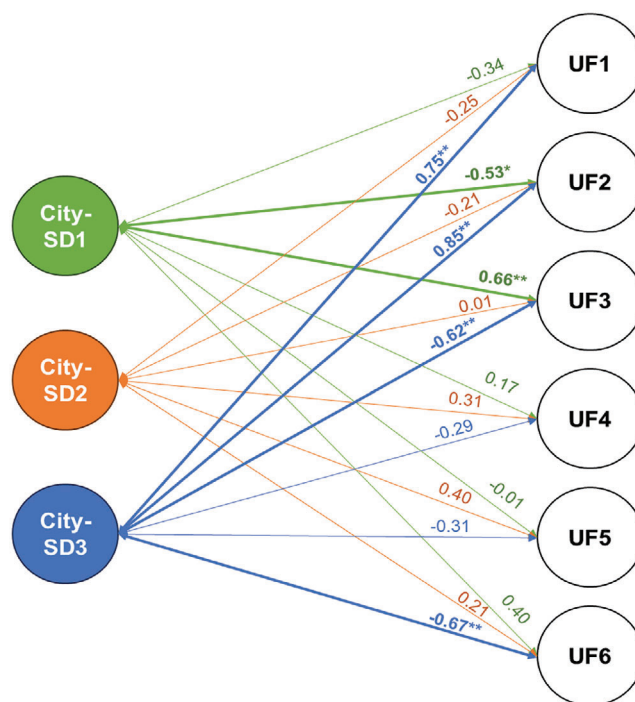 UF1
-0.34
-0.25
0.75**
City-
SD1
-0.53*
UF2
-0.21
0.85**
0.66**
UF3
0.01
-0.62**
City-
SD2
0.17
0.31
UF4
-0.29
City-
SD3
-0.01
0.40
-0.31
UF5
0.40
0.21
-0.67**
UF6